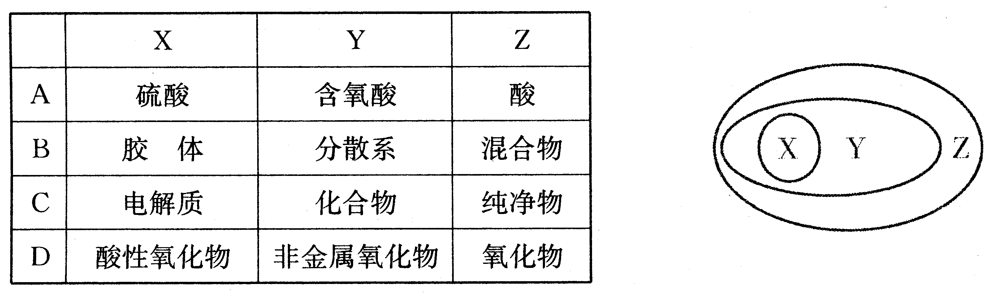 X Y Z
A 硫酸 含氧酸 酸
B 胶 体 分散系 混合物
C 电解质 化合物 纯净物
D 酸性氧化物 非金属氧化物 氧化物
X Y Z